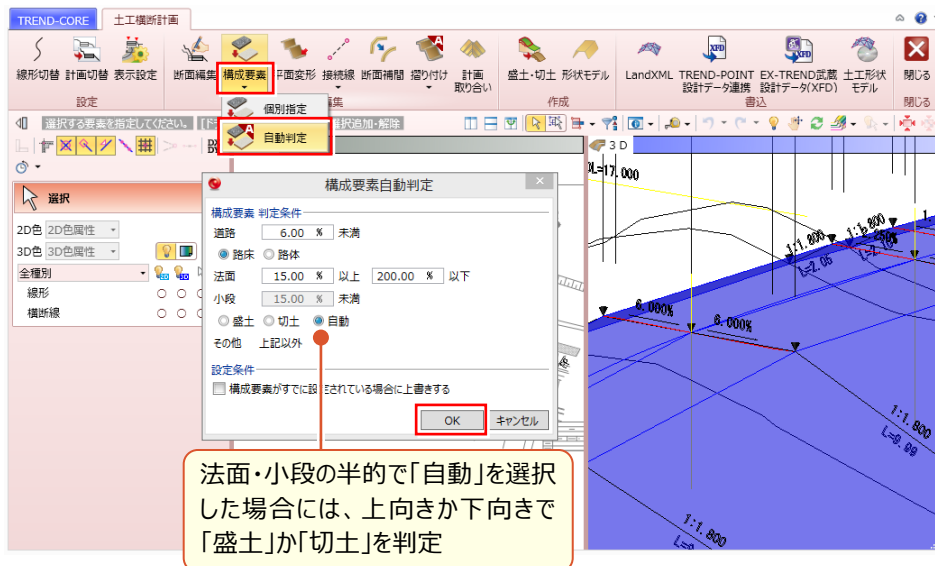 TREND-CORE 土工横断計画
線形切替 計画切替 表示設定 断面編集 構成要素 平面変形 接続線 断面補間 摺り付け 計画 取り合い 盛土・切土 形状モデル LandXML TREND-POINT 設計データ連携 EX-TREND武蔵 設計データ(XFD) 土工形状 モデル 閉じる
設定 集 作成 書込 閉じる
個別指定
自動判定
選択する要素を指定してください。 選択追加・解除
選択
2D色 2D色属性
3D色 3D色属性
全種別
線形
横断線
構成要素自動判定
構成要素 判定条件
道路 6.00 % 未満
路床 路体
法面 15.00 % 以上 200.00 % 以下
小段 15.00 % 未満
盛土 切土 自動
その他 上記以外
設定条件
構成要素がすでに設定されている場合に上書きする
OK キャンセル
法面・小段の半的で「自動」を選択
した場合には、上向きか下向きで
「盛土」か「切土」を判定
3D
DL=17.000
1:1.800
L=2.06
1:1.800
6.000%
6.000%
1:1.800
L=9.99
1:1.800